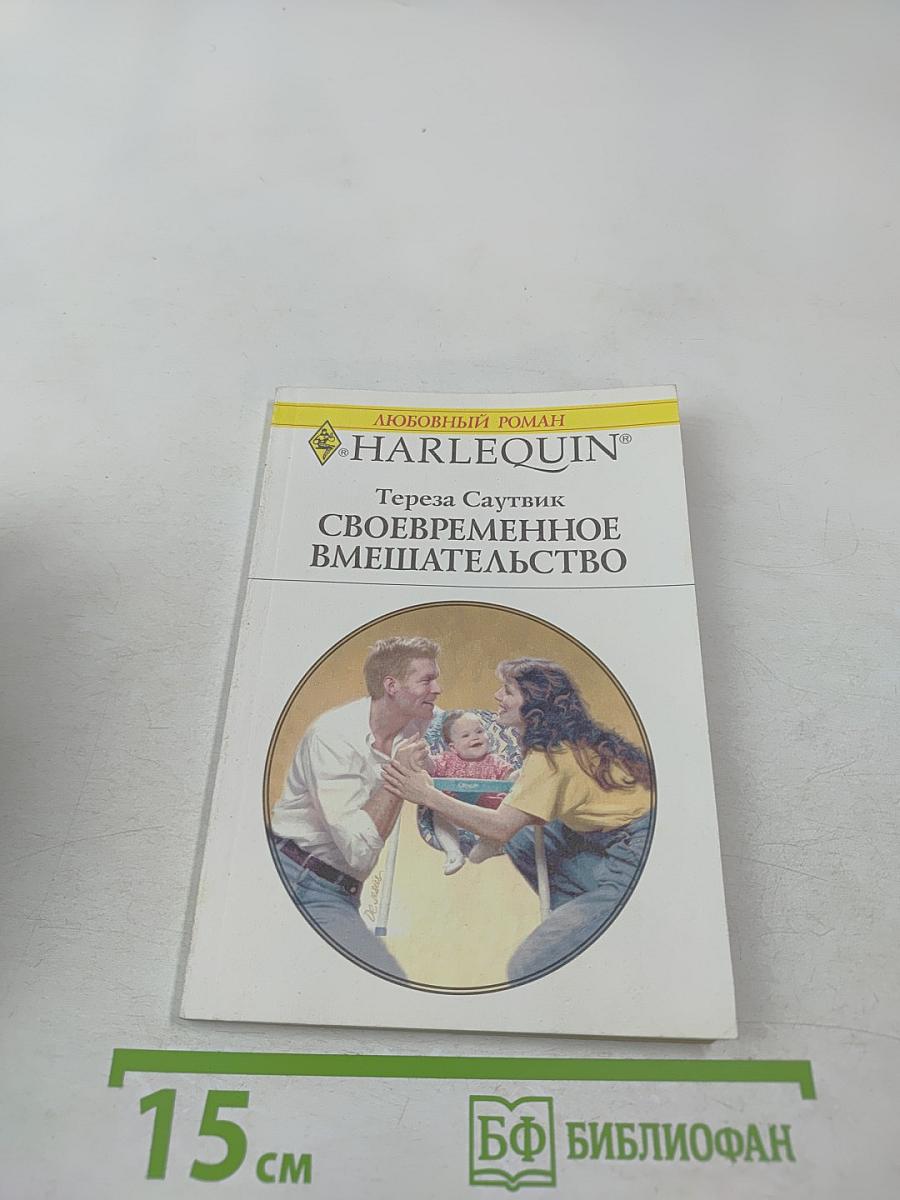 ЛЮБОВНЫЙ РОМАН
® HARLEQUIN®
Тереза Саутвик
СВОЕВРЕМЕННОЕ
ВМЕШАТЕЛЬСТВО
15 см
БФ БИБЛИОФАН